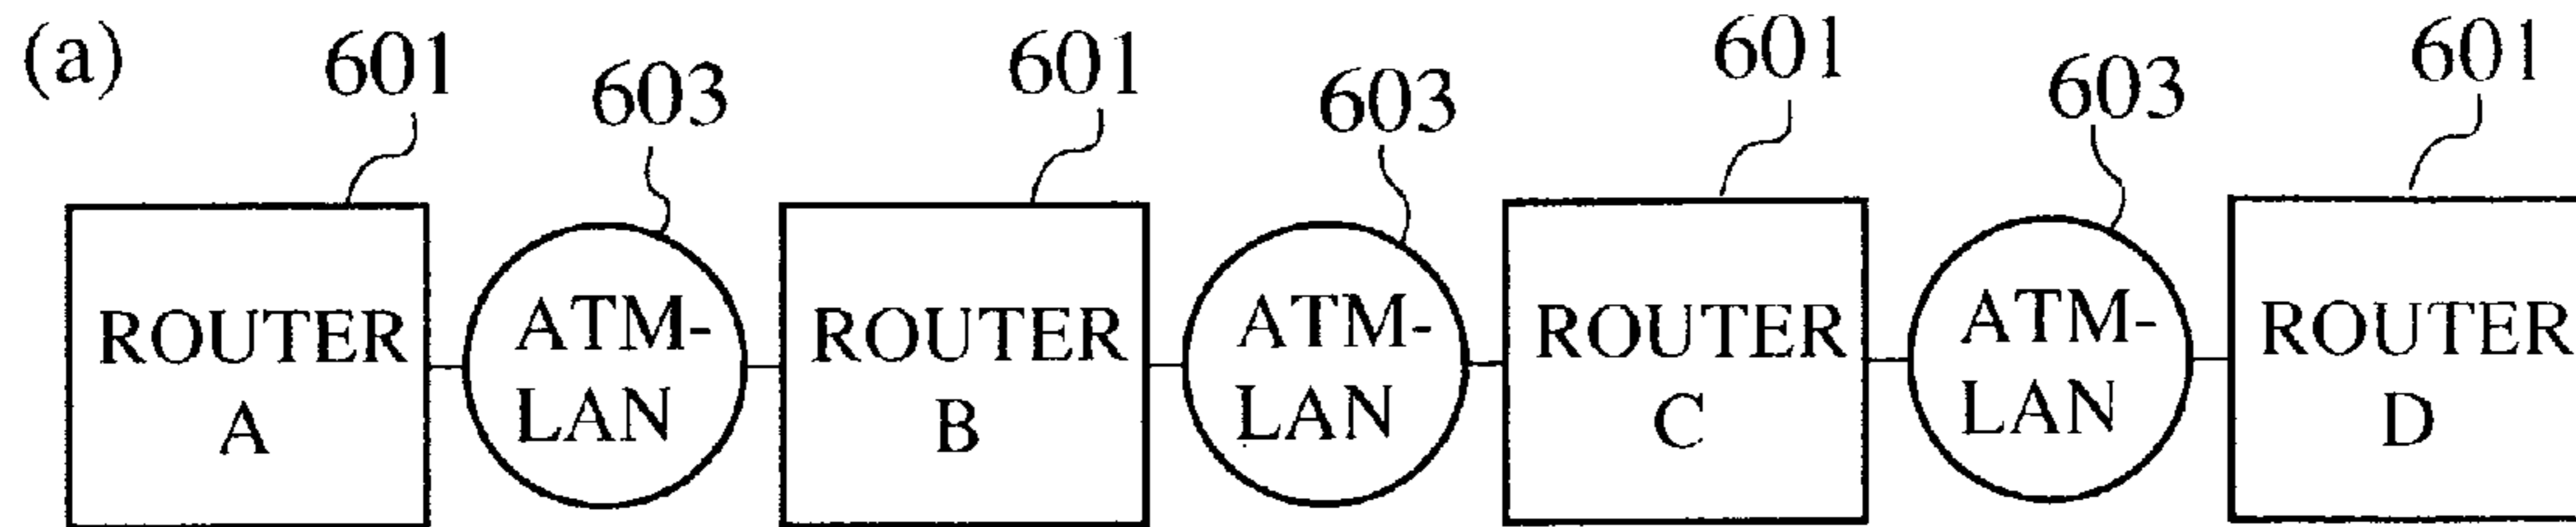 (a)
601
603
601
603
601
603
601
ROUTER
A
ATM-
LAN
ROUTER
B
ATM-
LAN
ROUTER
C
ATM-
LAN
ROUTER
D